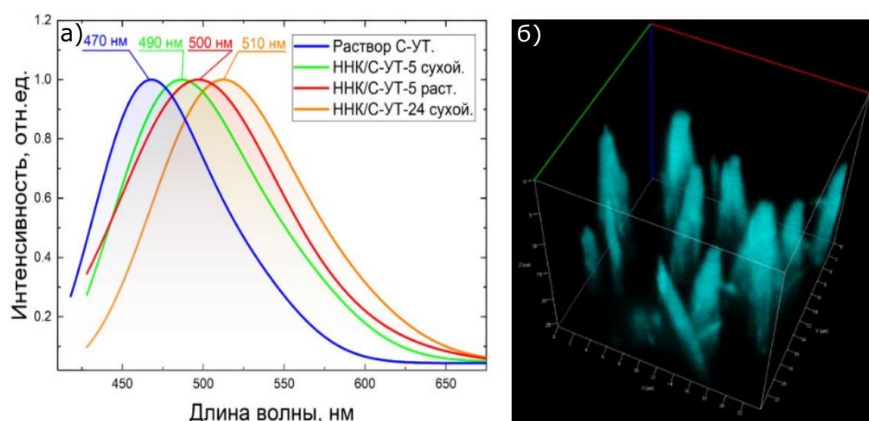 а)
470 нм
490 нм
500 нм
510 нм
Раствор С-УТ.
ННК/С-УТ-5 сухой.
ННК/С-УТ-5 раст.
ННК/С-УТ-24 сухой.
Интенсивность, отн.ед.
1.2
1.0
0.8
0.6
0.4
0.2
450
500
550
600
650
Длина волны, нм
б)